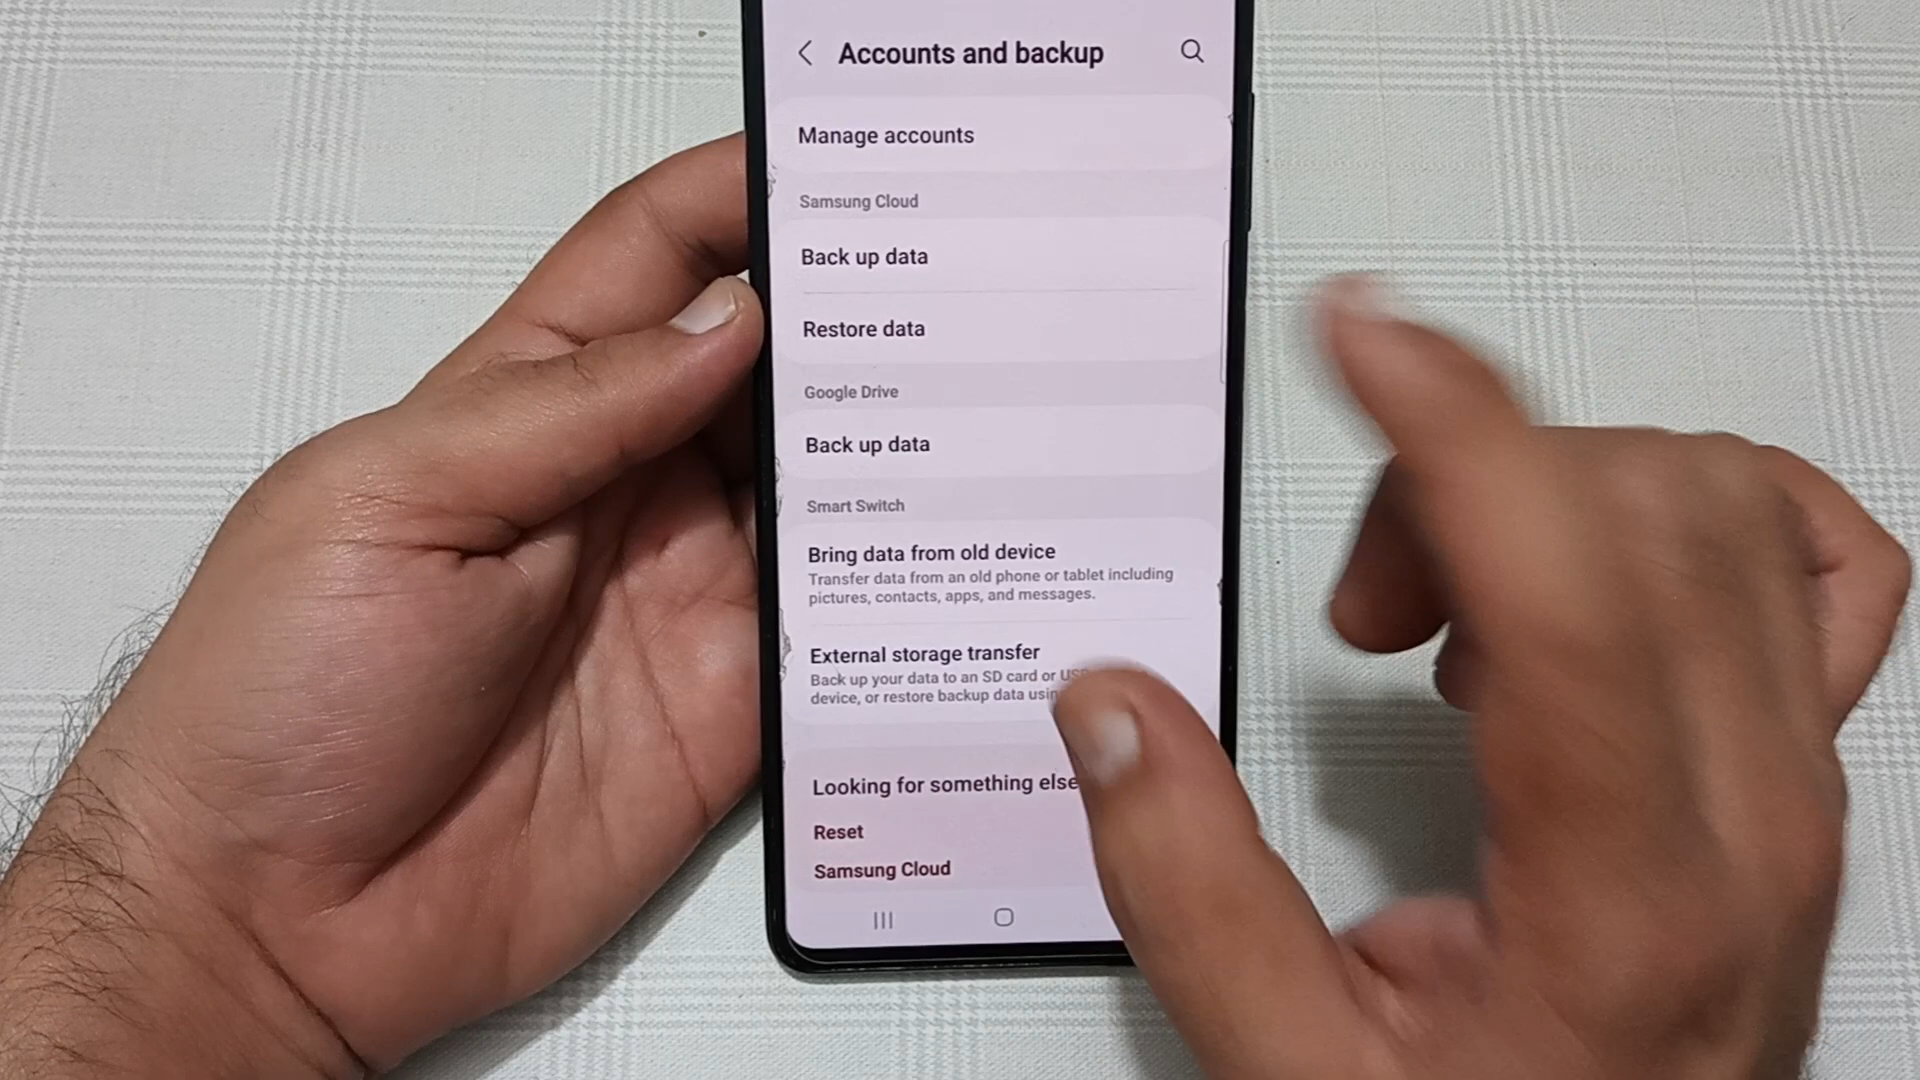 Accounts and backup
Manage accounts
Samsung Cloud
Back up data
Restore data
Google Drive
Back up data
Smart Switch
Bring data from old device
Transfer data from an old phone or tablet including
pictures, contacts, apps, and messages.
External storage transfer
Back up your data to an SD card or
device, or restore backup data
Looking for something else
Reset
Samsung Cloud